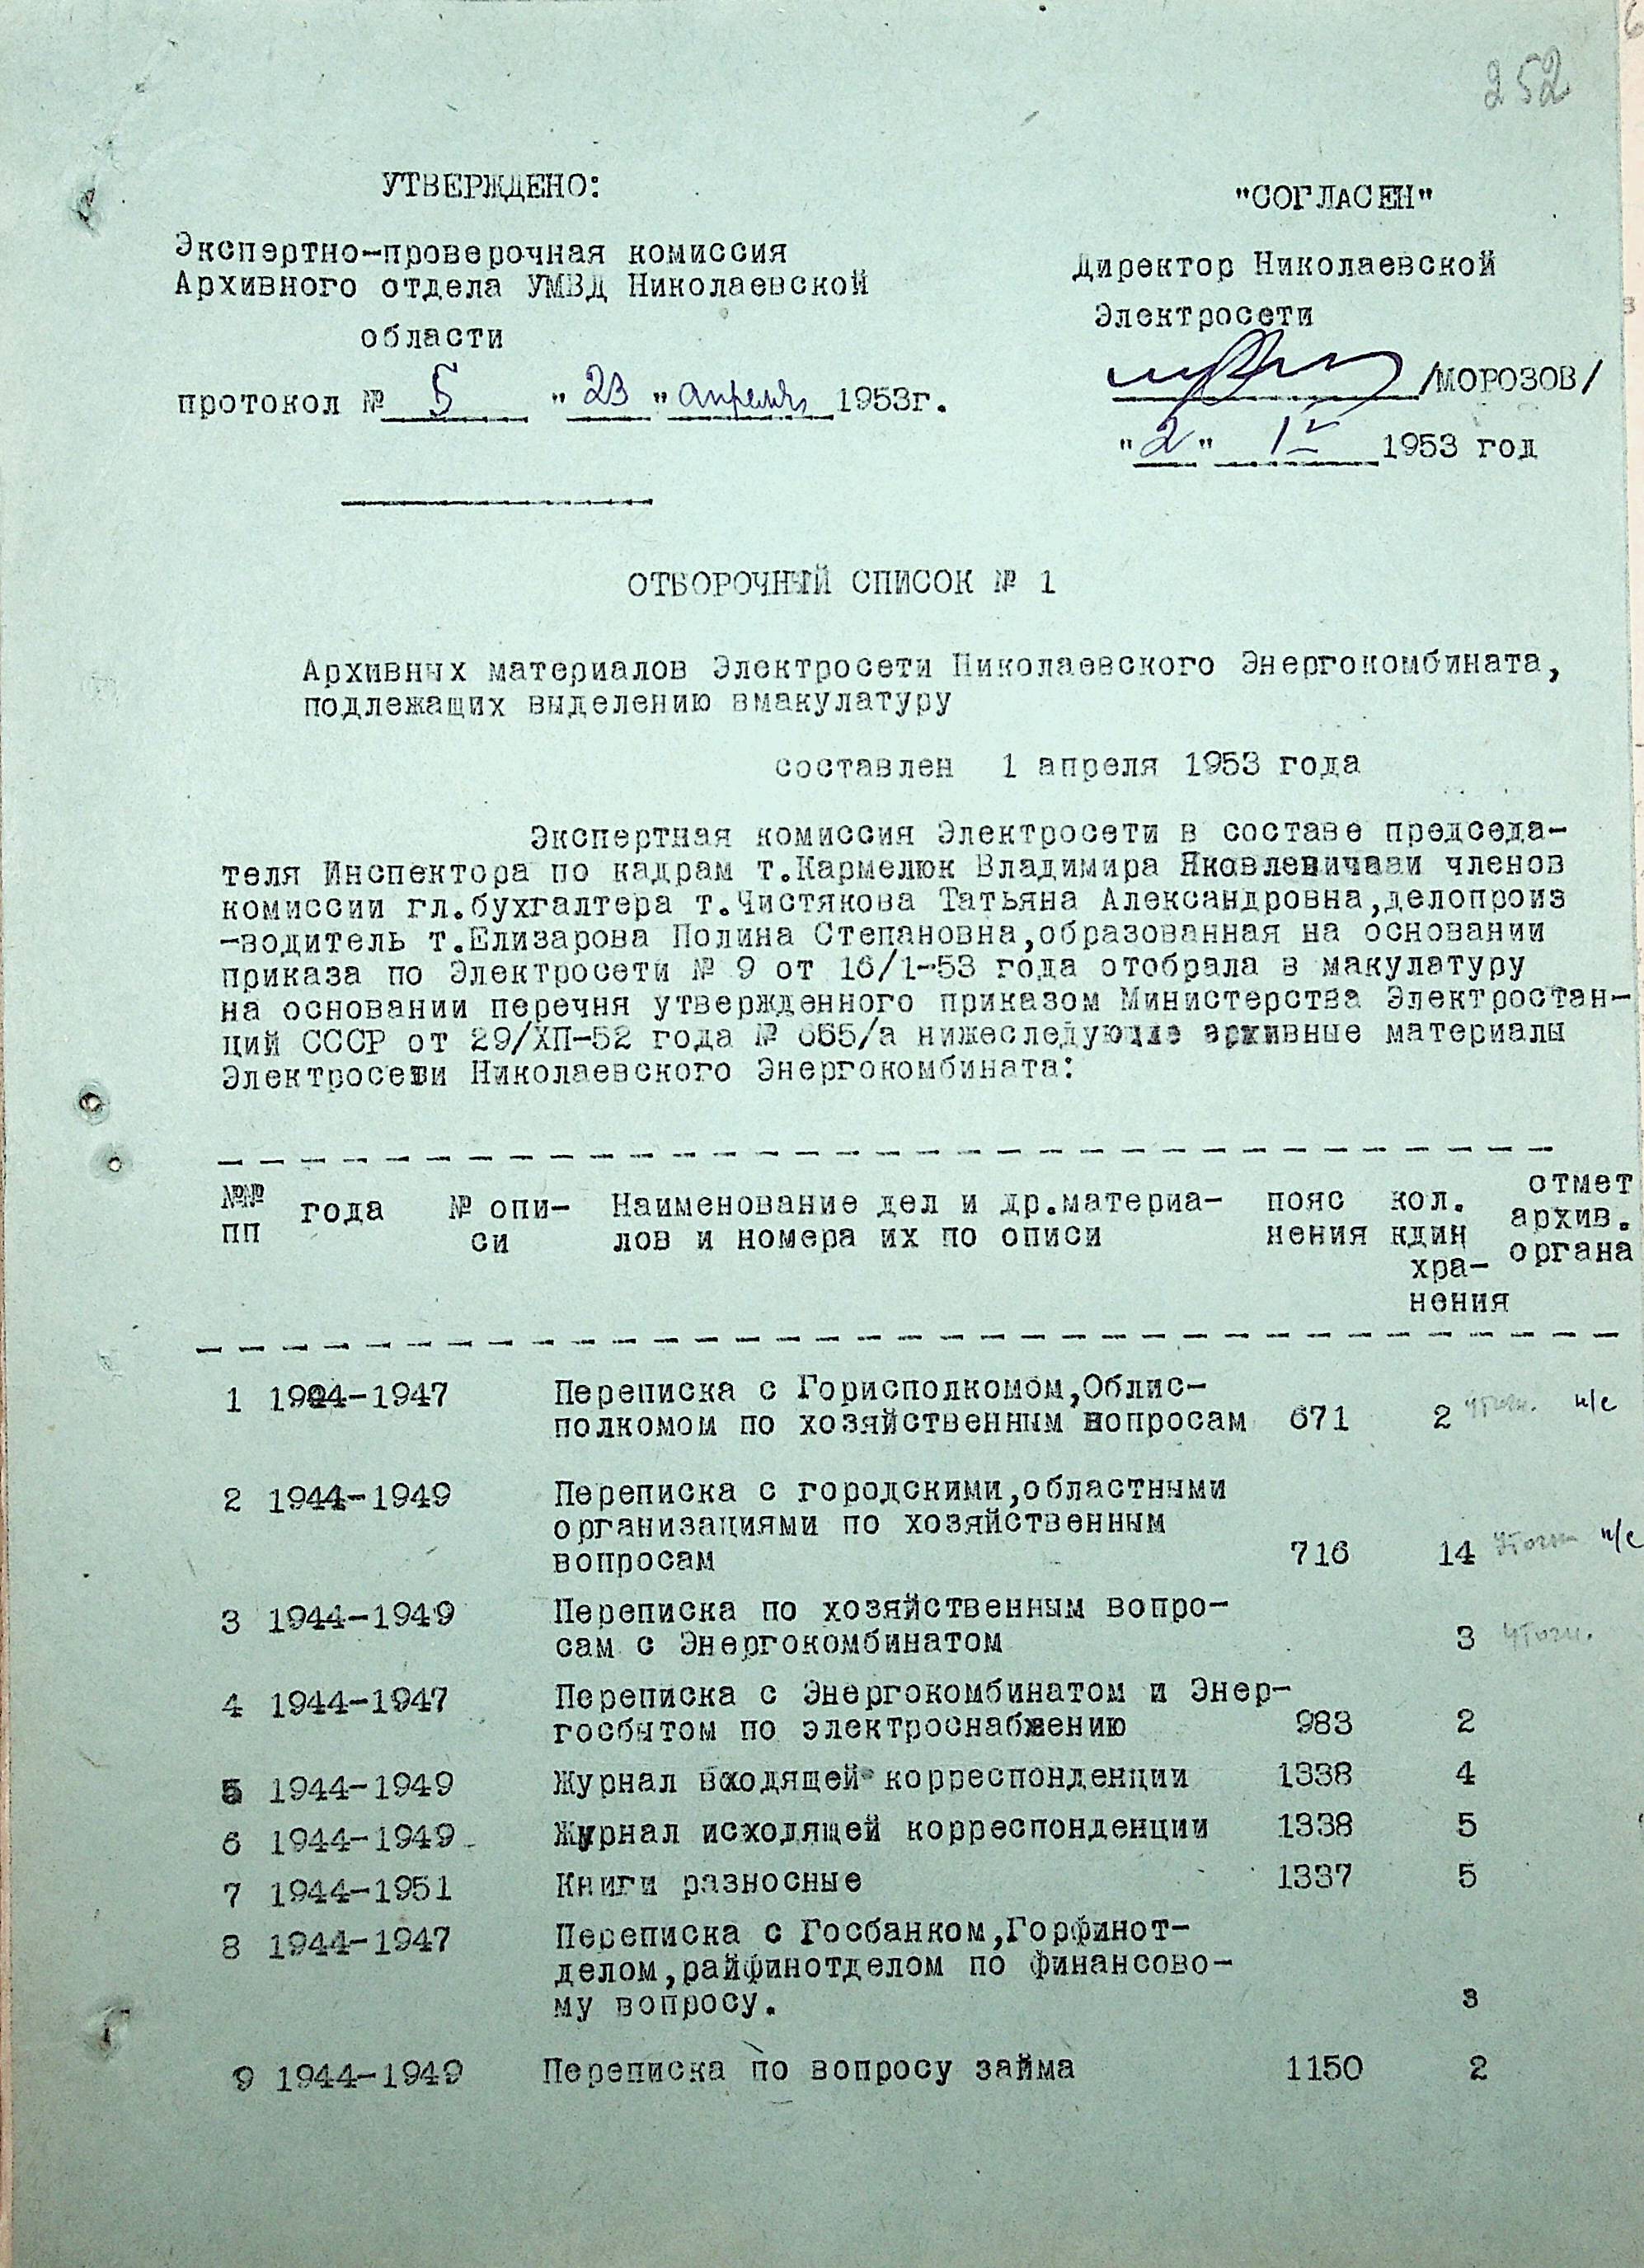 252
УТВЕРЖДЕНО:
Экспертно-проверочная комиссия
Архивного отдела УМВД Николаевской
области
протокол № 5 "23" апреля 1953г.
"СОГЛАСЕН"
Директор Николаевской
Электросети
/МОРОЗОВ/
"2" IV 1953 год
ОТБОРОЧНЫЙ СПИСОК № 1
Архивных материалов Электросети Николаевского Энергокомбината,
подлежащих выделению вмакулатуру
составлен 1 апреля 1953 года
Экспертная комиссия Электросети в составе председа-
теля Инспектора по кадрам т.Кармелюк Владимира Яковлевичаи членов
комиссии гл.бухгалтера т.Чистякова Татьяна Александровна,делопроиз
-водитель т.Елизарова Полина Степановна,образованная на основании
приказа по Электросети № 9 от 16/1-53 года отобрала в макулатуру
на основании перечня утвержденного приказом Министерства Электростан-
ций СССР от 29/ХП-52 года № 655/а нижеследующие архивные материалы
Электросети Николаевского Энергокомбината:
№№ пп года № опи- си Наименование дел и др.материа- лов и номера их по описи пояс нения кол. един хра- нения отмет архив. органа
1 1944-1947 Переписка с Горисполкомом,Облис-
полкомом по хозяйственным вопросам 671 2 уточн. н/с
2 1944-1949 Переписка с городскими,областными
организациями по хозяйственным
вопросам 716 14 уточн н/с
3 1944-1949 Переписка по хозяйственным вопро-
сам с Энергокомбинатом 3 уточн.
4 1944-1947 Переписка с Энергокомбинатом и Энер-
госбытом по электроснабжению 983 2
5 1944-1949 Журнал входящей корреспонденции 1338 4
6 1944-1949 Журнал исходящей корреспонденции 1338 5
7 1944-1951 Книги разносные 1337 5
8 1944-1947 Переписка с Госбанком,Горфинот-
делом,райфинотделом по финансово-
му вопросу. 3
9 1944-1949 Переписка по вопросу займа 1150 2